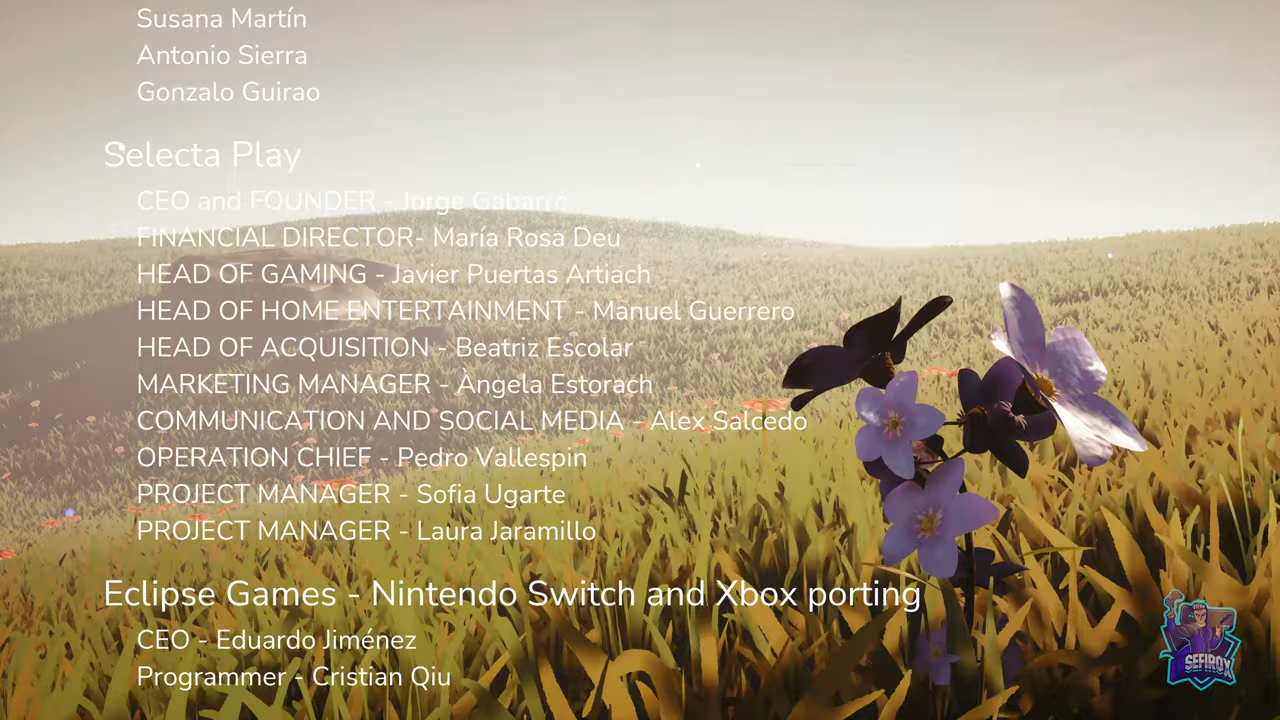 Susana Martín
Antonio Sierra
Gonzalo Guirao
Selecta Play
CEO and FOUNDER - Jorge Gabarró
FINANCIAL DIRECTOR- María Rosa Deu
HEAD OF GAMING - Javier Puertas Artiach
HEAD OF HOME ENTERTAINMENT - Manuel Guerrero
HEAD OF ACQUISITION - Beatriz Escolar
MARKETING MANAGER - Àngela Estorach
COMMUNICATION AND SOCIAL MEDIA - Alex Salcedo
OPERATION CHIEF - Pedro Vallespin
PROJECT MANAGER - Sofia Ugarte
PROJECT MANAGER - Laura Jaramillo
Eclipse Games - Nintendo Switch and Xbox porting
CEO - Eduardo Jiménez
Programmer - Cristian Qiu
SEFIROX